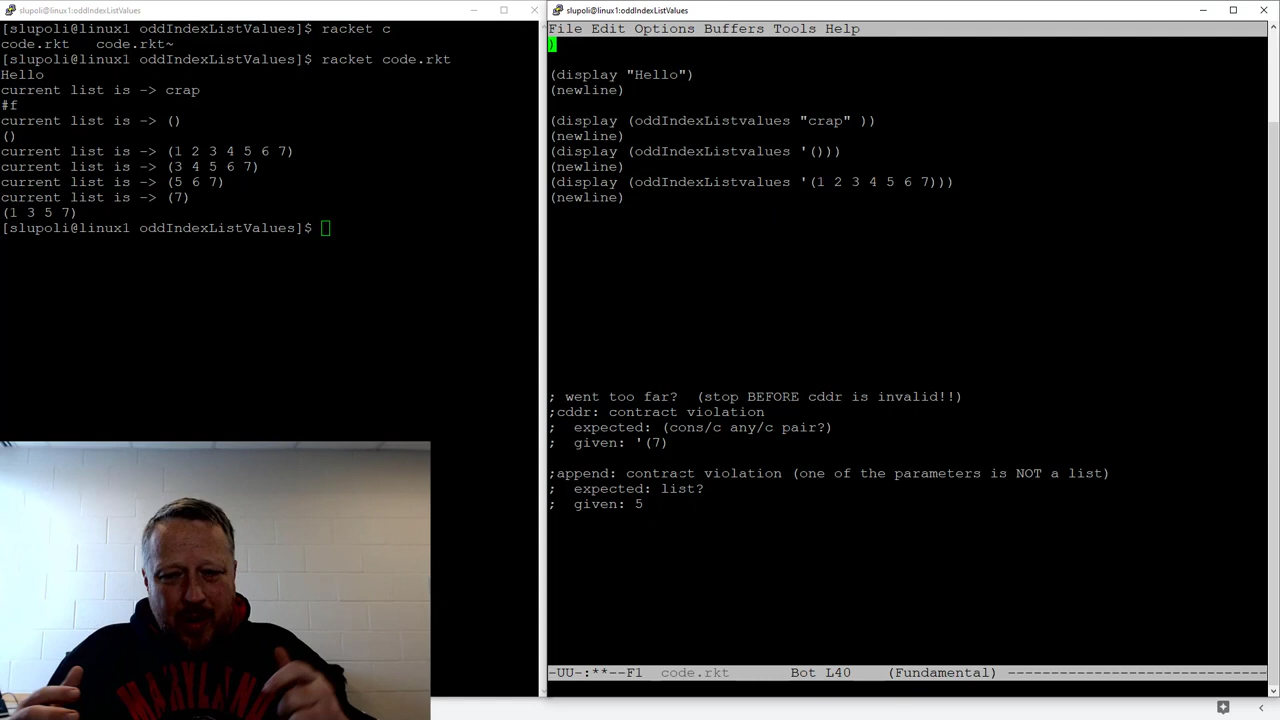 slupoli@linux1:oddIndexListValues
[slupoli@linux1 oddIndexListValues]$ racket c
code.rkt   code.rkt~
[slupoli@linux1 oddIndexListValues]$ racket code.rkt
Hello
current list is -> crap
#f
current list is -> ()
()
current list is -> (1 2 3 4 5 6 7)
current list is -> (3 4 5 6 7)
current list is -> (5 6 7)
current list is -> (7)
(1 3 5 7)
[slupoli@linux1 oddIndexListValues]$
slupoli@linux1:oddIndexListValues
File Edit Options Buffers Tools Help
)
(display "Hello")
(newline)
(display (oddIndexListvalues "crap" ))
(newline)
(display (oddIndexListvalues '()))
(newline)
(display (oddIndexListvalues '(1 2 3 4 5 6 7)))
(newline)
; went too far?  (stop BEFORE cddr is invalid!!)
;cddr: contract violation
;  expected: (cons/c any/c pair?)
;  given: '(7)
;append: contract violation (one of the parameters is NOT a list)
;  expected: list?
;  given: 5
-UU-:**--F1  code.rkt       Bot L40    (Fundamental) -------------------------------
MARYLAND